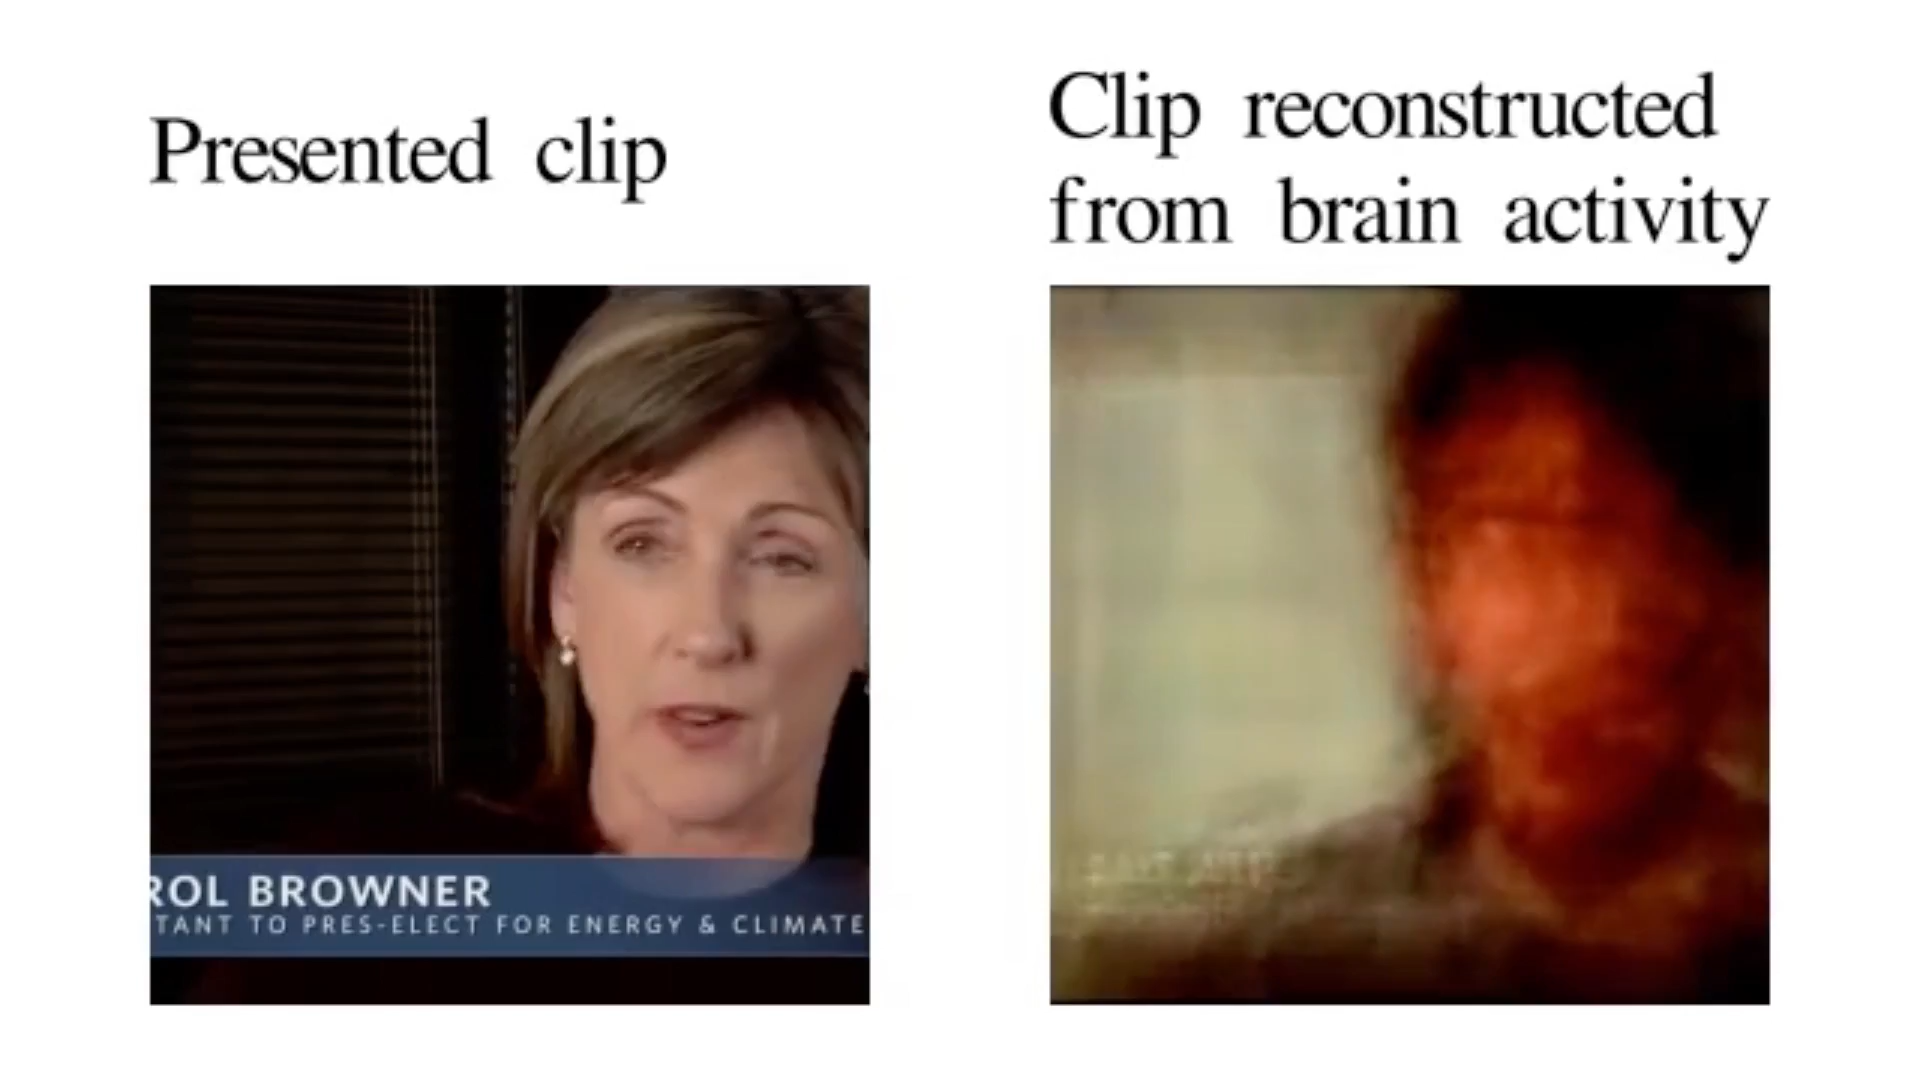 Presented clip
Clip reconstructed
from brain activity
ROL BROWNER
TANT TO PRES-ELECT FOR ENERGY & CLIMATE